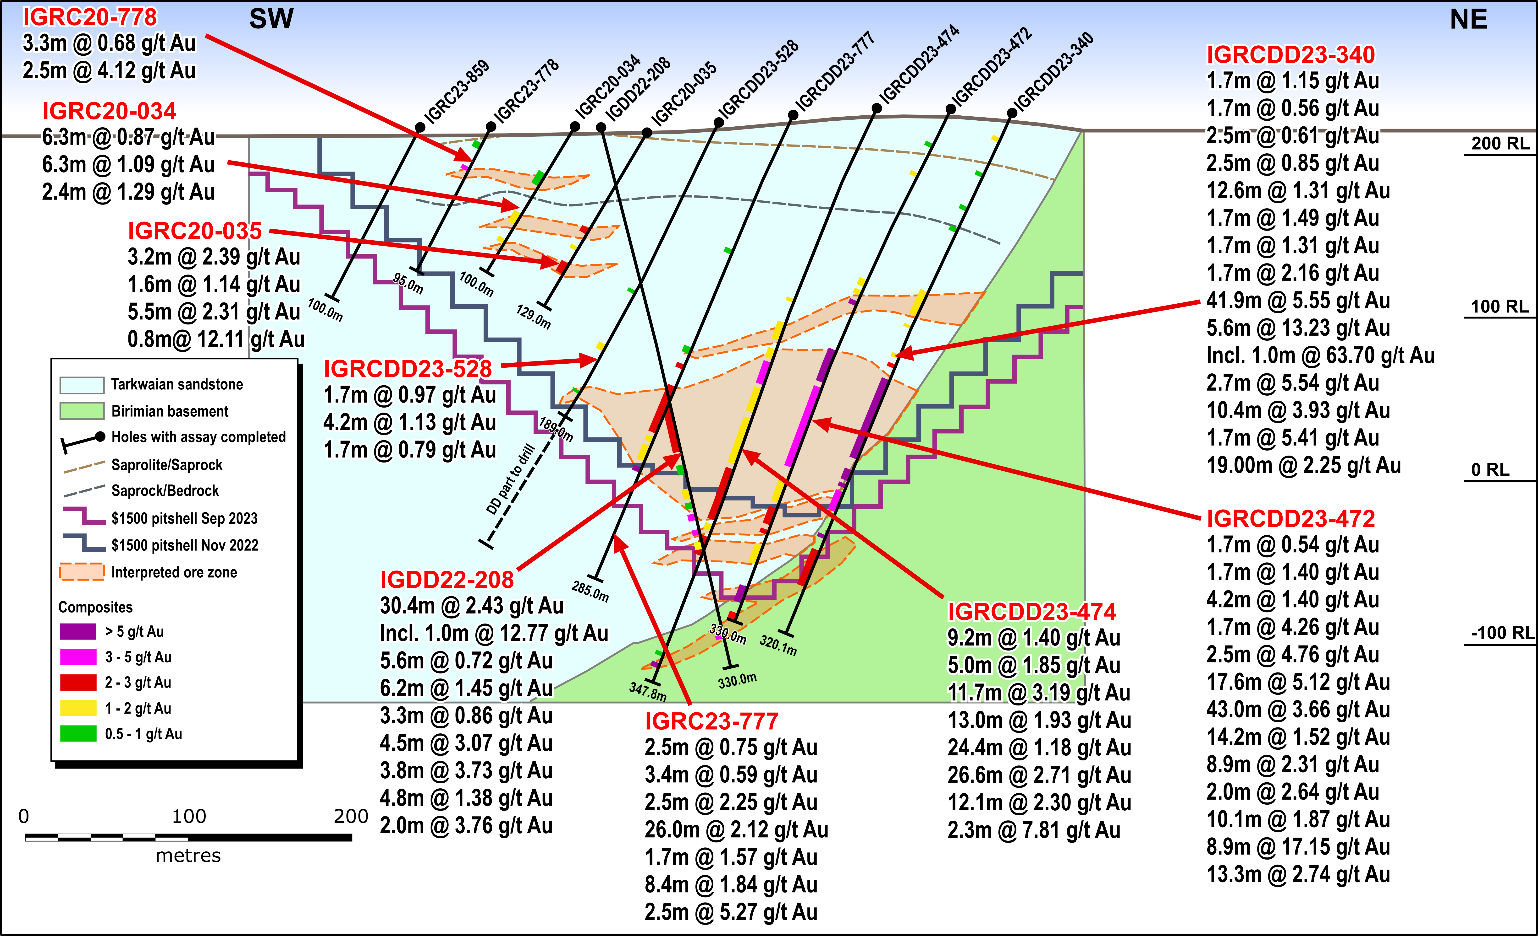 SW
NE
IGRC20-778
3.3m @ 0.68 g/t Au
2.5m @ 4.12 g/t Au
IGRC20-034
6.3m @ 0.87 g/t Au
6.3m @ 1.09 g/t Au
2.4m @ 1.29 g/t Au
IGRC20-035
3.2m @ 2.39 g/t Au
1.6m @ 1.14 g/t Au
5.5m @ 2.31 g/t Au
0.8m@ 12.11 g/t Au
IGRC23-859
IGRC23-778
IGRC20-034
IGDD22-208
IGRC20-035
IGRCDD23-528
IGRCDD23-777
IGRCDD23-474
IGRCDD23-472
IGRCDD23-340
IGRCDD23-340
1.7m @ 1.15 g/t Au
1.7m @ 0.56 g/t Au
2.5m @ 0.61 g/t Au
2.5m @ 0.85 g/t Au
12.6m @ 1.31 g/t Au
1.7m @ 1.49 g/t Au
1.7m @ 1.31 g/t Au
1.7m @ 2.16 g/t Au
41.9m @ 5.55 g/t Au
5.6m @ 13.23 g/t Au
Incl. 1.0m @ 63.70 g/t Au
2.7m @ 5.54 g/t Au
10.4m @ 3.93 g/t Au
1.7m @ 5.41 g/t Au
19.00m @ 2.25 g/t Au
200 RL
100 RL
0 RL
-100 RL
100.0m
95.0m
100.0m
129.0m
189.0m
DD part to drill
285.0m
347.8m
330.0m
330.0m
320.1m
IGRCDD23-528
1.7m @ 0.97 g/t Au
4.2m @ 1.13 g/t Au
1.7m @ 0.79 g/t Au
Tarkwaian sandstone
Birimian basement
Holes with assay completed
Saprolite/Saprock
Saprock/Bedrock
$1500 pitshell Sep 2023
$1500 pitshell Nov 2022
Interpreted ore zone
Composites
> 5 g/t Au
3 - 5 g/t Au
2 - 3 g/t Au
1 - 2 g/t Au
0.5 - 1 g/t Au
0 100 200
metres
IGDD22-208
30.4m @ 2.43 g/t Au
Incl. 1.0m @ 12.77 g/t Au
5.6m @ 0.72 g/t Au
6.2m @ 1.45 g/t Au
3.3m @ 0.86 g/t Au
4.5m @ 3.07 g/t Au
3.8m @ 3.73 g/t Au
4.8m @ 1.38 g/t Au
2.0m @ 3.76 g/t Au
IGRC23-777
2.5m @ 0.75 g/t Au
3.4m @ 0.59 g/t Au
2.5m @ 2.25 g/t Au
26.0m @ 2.12 g/t Au
1.7m @ 1.57 g/t Au
8.4m @ 1.84 g/t Au
2.5m @ 5.27 g/t Au
IGRCDD23-474
9.2m @ 1.40 g/t Au
5.0m @ 1.85 g/t Au
11.7m @ 3.19 g/t Au
13.0m @ 1.93 g/t Au
24.4m @ 1.18 g/t Au
26.6m @ 2.71 g/t Au
12.1m @ 2.30 g/t Au
2.3m @ 7.81 g/t Au
IGRCDD23-472
1.7m @ 0.54 g/t Au
1.7m @ 1.40 g/t Au
4.2m @ 1.40 g/t Au
1.7m @ 4.26 g/t Au
2.5m @ 4.76 g/t Au
17.6m @ 5.12 g/t Au
43.0m @ 3.66 g/t Au
14.2m @ 1.52 g/t Au
8.9m @ 2.31 g/t Au
2.0m @ 2.64 g/t Au
10.1m @ 1.87 g/t Au
8.9m @ 17.15 g/t Au
13.3m @ 2.74 g/t Au